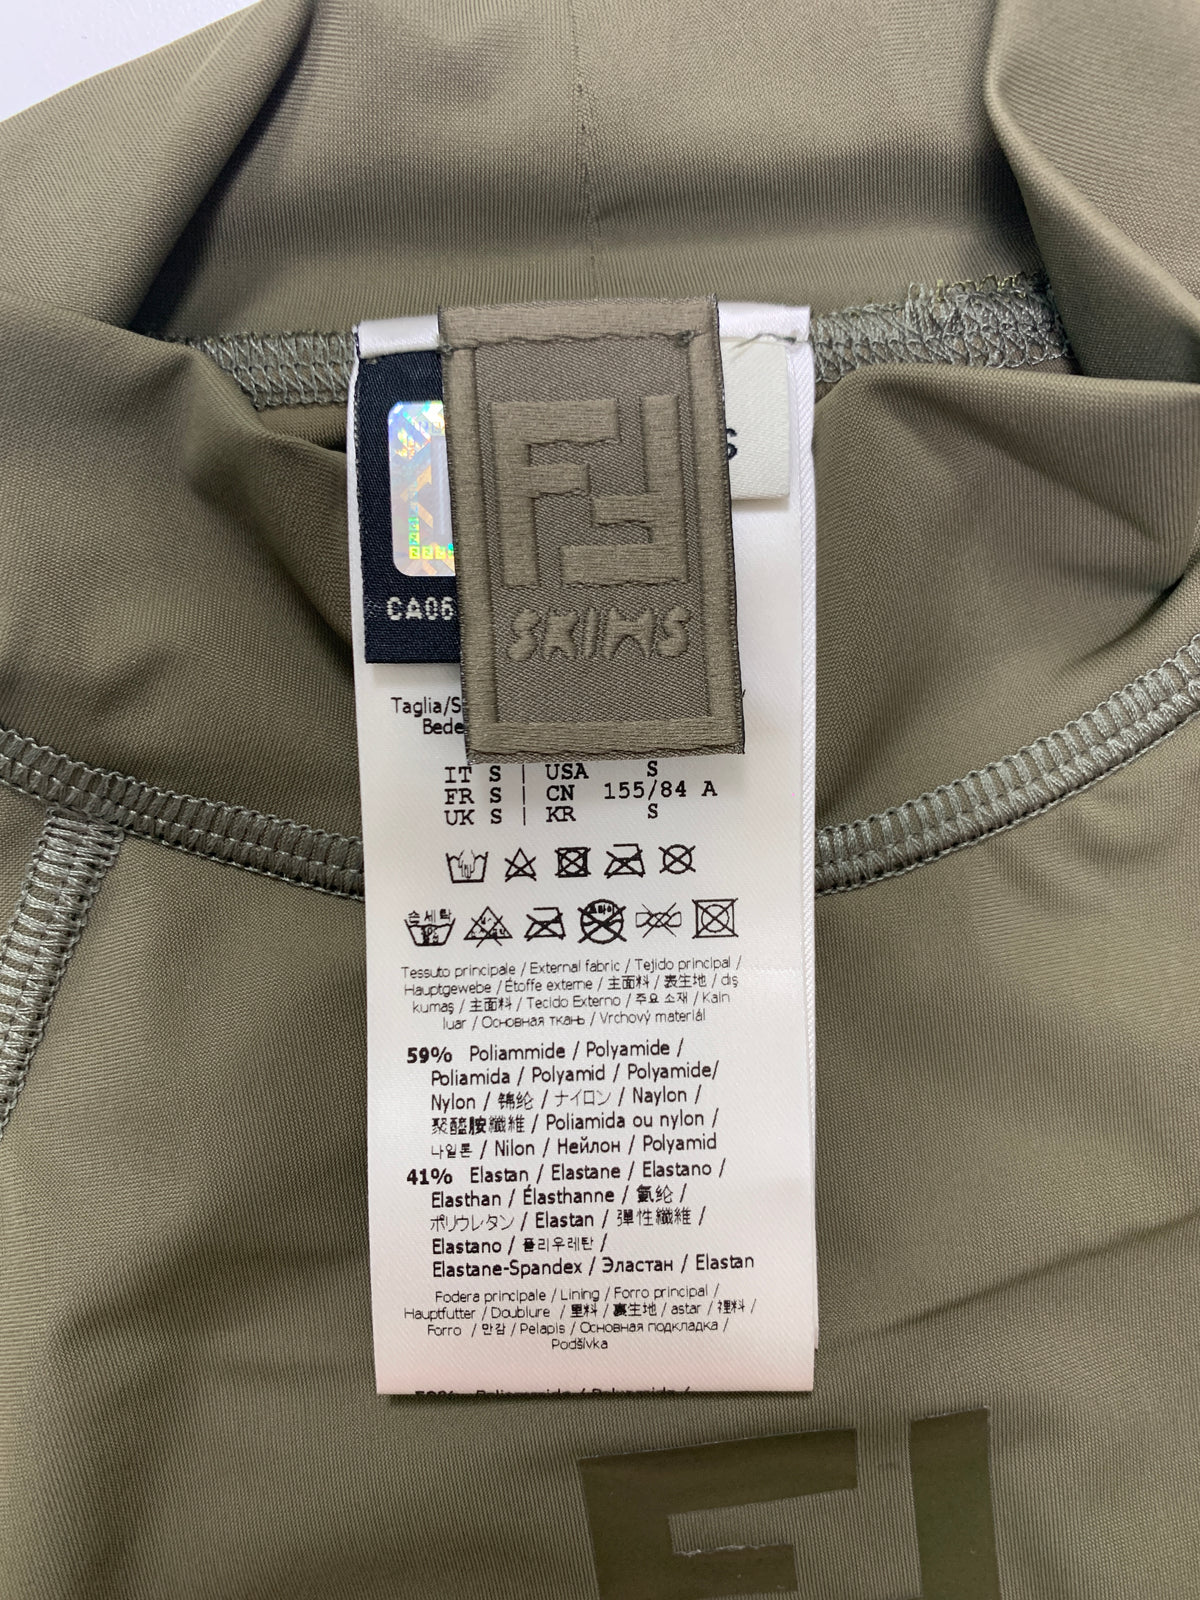 CA06
S
SKIMS
Taglia/S
Bede
IT S | USA S
FR S | CN 155/84 A
UK S | KR S
손세탁
드라이
Tessuto principale / External fabric / Tejido principal /
Hauptgewebe / Étoffe externe / 主面料 / 表生地 / dış
kumaş / 主面料 / Tecido Externo / 주요 소재 / Kain
luar / Основная ткань / Vrchový materiál
59% Poliammide / Polyamide /
Poliamida / Polyamid / Polyamide/
Nylon / 锦纶 / ナイロン / Naylon /
聚醯胺纖維 / Poliamida ou nylon /
나일론 / Nilon / Нейлон / Polyamid
41% Elastan / Elastane / Elastano /
Elasthan / Élasthanne / 氨纶 /
ポリウレタン / Elastan / 彈性纖維 /
Elastano / 폴리우레탄 /
Elastane-Spandex / Эластан / Elastan
Fodera principale / Lining / Forro principal /
Hauptfutter / Doublure / 里料 / 裏生地 / astar / 裡料 /
Forro / 안감 / Pelapis / Основная подкладка /
Podšívka